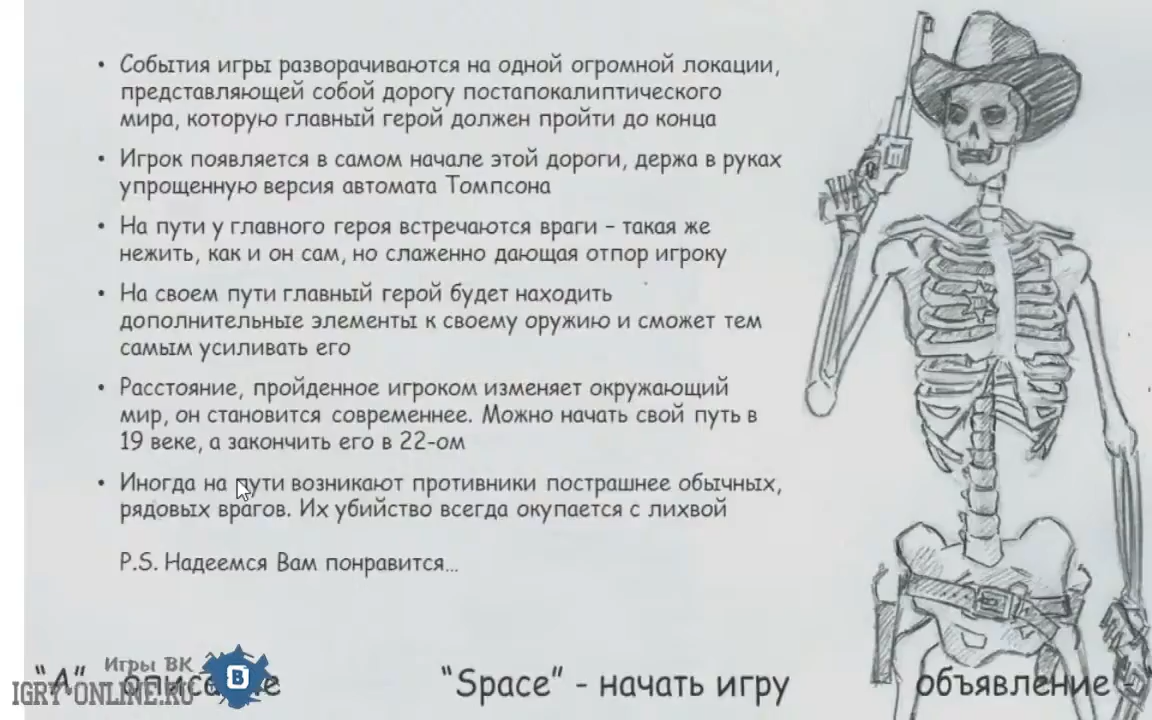 • События игры разворачиваются на одной огромной локации,
представляющей собой дорогу постапокалиптического
мира, которую главный герой должен пройти до конца
• Игрок появляется в самом начале этой дороги, держа в руках
упрощенную версия автомата Томпсона
• На пути у главного героя встречаются враги – такая же
нежить, как и он сам, но слаженно дающая отпор игроку
• На своем пути главный герой будет находить
дополнительные элементы к своему оружию и сможет тем
самым усиливать его
• Расстояние, пройденное игроком изменяет окружающий
мир, он становится современнее. Можно начать свой путь в
19 веке, а закончить его в 22-ом
• Иногда на пути возникают противники пострашнее обычных,
рядовых врагов. Их убийство всегда окупается с лихвой
P.S. Надеемся Вам понравится...
Игры ВК
В
"A" - описание
"Space" - начать игру
объявление - "
IGRY-ONLINE.RU